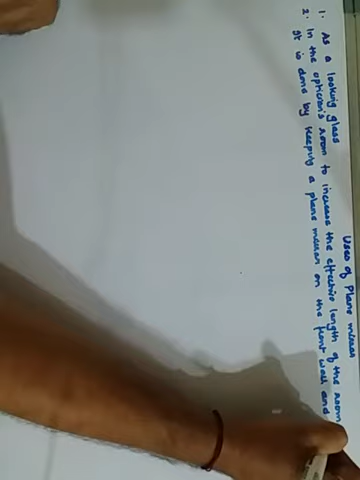 Uses of Plane mirror
1. As a looking glass
2. In the optician's room to increase the effective length of the room
It is done by keeping a plane mirror on the front wall and